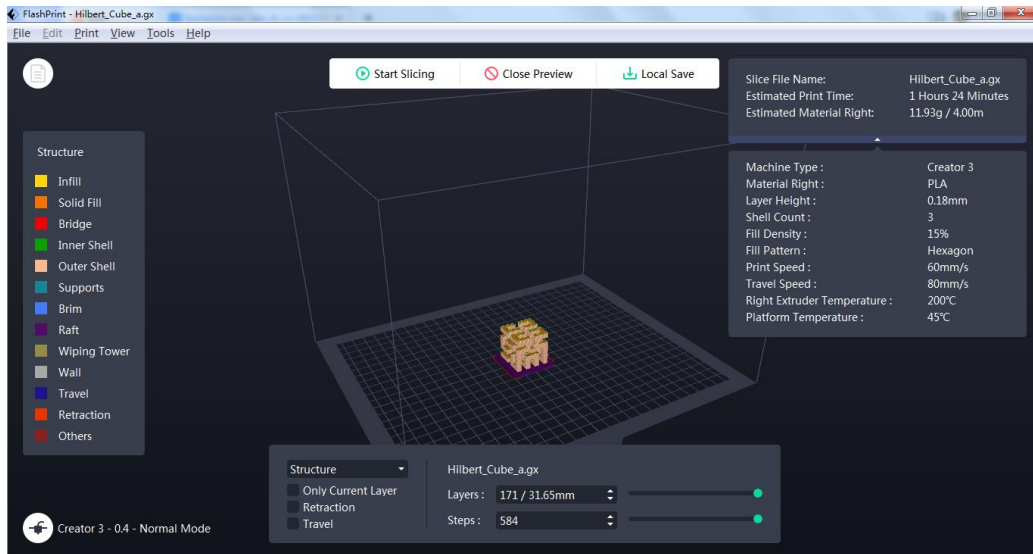 FlashPrint - Hilbert_Cube_a.gx
File Edit Print View Tools Help
Start Slicing Close Preview Local Save
Slice File Name: Hilbert_Cube_a.gx
Estimated Print Time: 1 Hours 24 Minutes
Estimated Material Right: 11.93g / 4.00m
Machine Type : Creator 3
Material Right : PLA
Layer Height : 0.18mm
Shell Count : 3
Fill Density : 15%
Fill Pattern : Hexagon
Print Speed : 60mm/s
Travel Speed : 80mm/s
Right Extruder Temperature : 200℃
Platform Temperature : 45℃
Structure
Infill
Solid Fill
Bridge
Inner Shell
Outer Shell
Supports
Brim
Raft
Wiping Tower
Wall
Travel
Retraction
Others
Structure
Only Current Layer
Retraction
Travel
Hilbert_Cube_a.gx
Layers : 171 / 31.65mm
Steps : 584
Creator 3 - 0.4 - Normal Mode